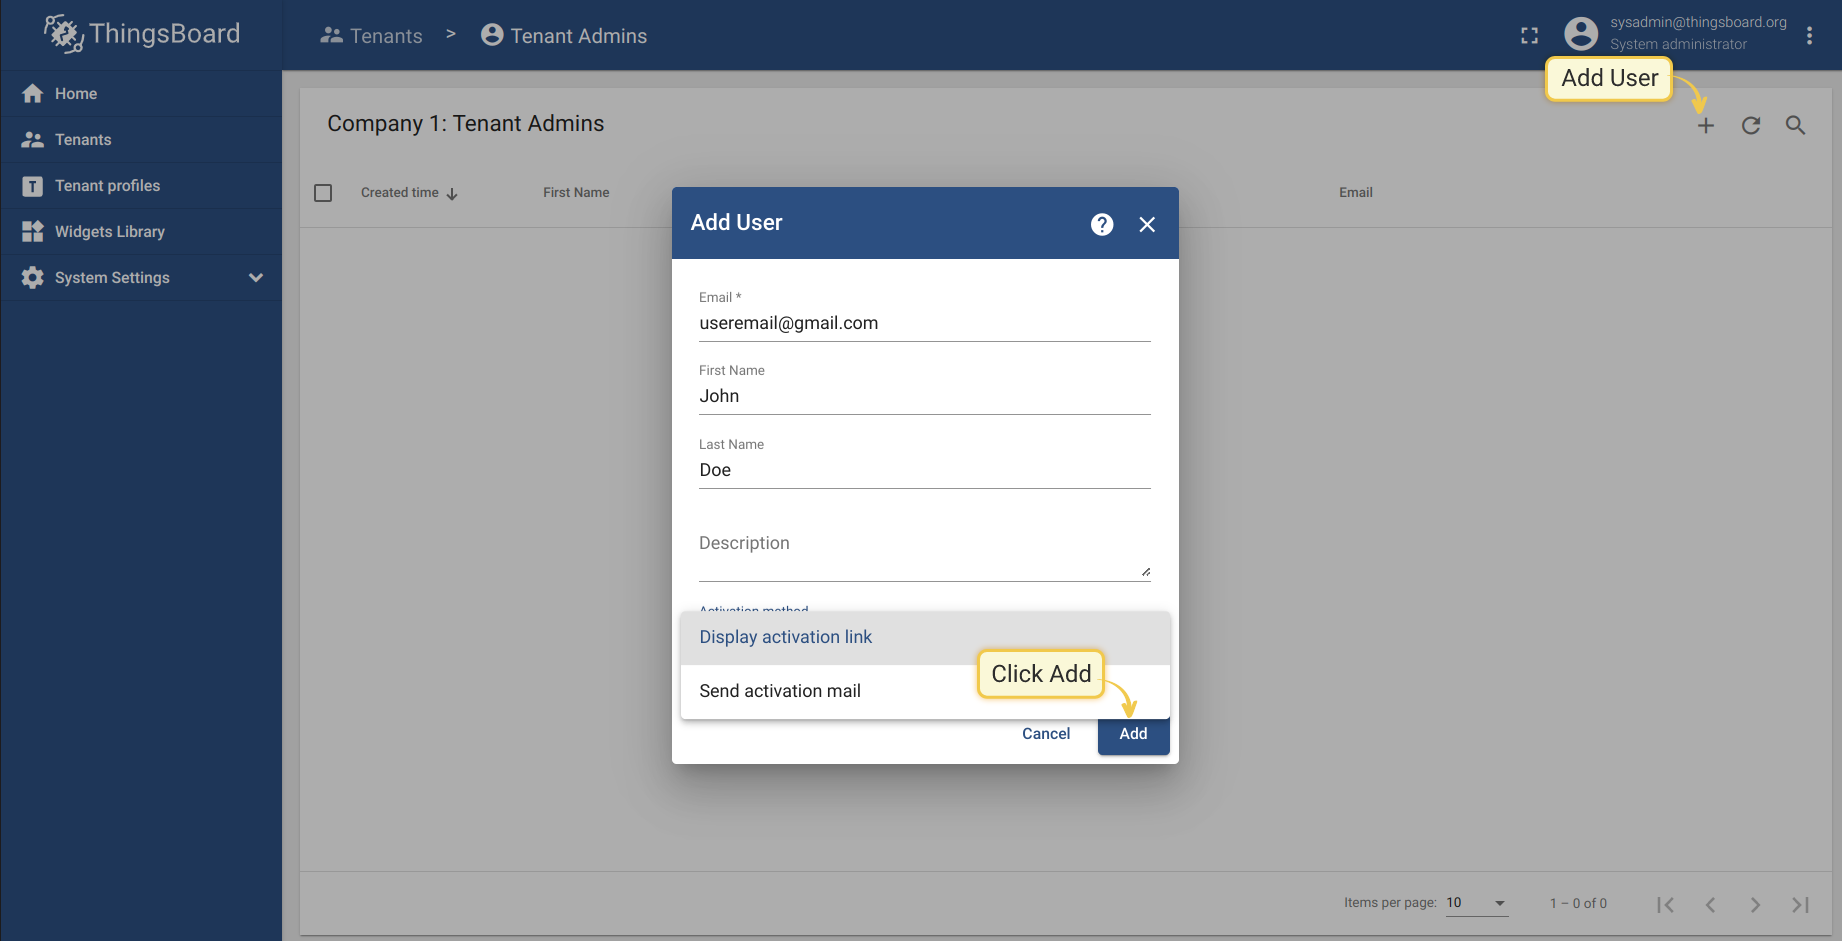 ThingsBoard
Tenants > Tenant Admins
sysadmin@thingsboard.org
System administrator
Add User
Home
Tenants
Tenant profiles
Widgets Library
System Settings
Company 1: Tenant Admins
Created time
First Name
Email
Add User
Email *
useremail@gmail.com
First Name
John
Last Name
Doe
Description
Activation method
Display activation link
Click Add
Send activation mail
Cancel
Add
Items per page: 10
1 – 0 of 0